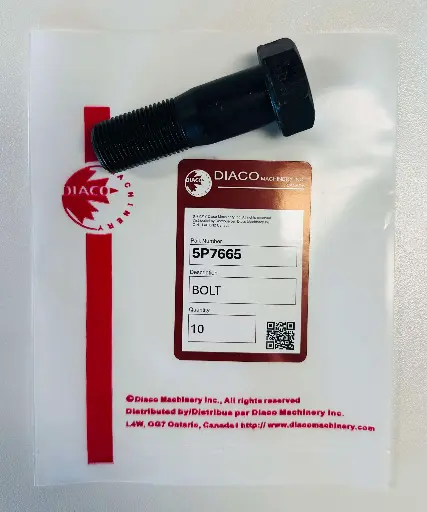 DIACO MACHINERY INC.
DIACO
MACHINERY
Part Number
5P7665
Description
BOLT
Quantity
10
©Diaco Machinery Inc., All rights reserved
Distributed by/Distribue par Diaco Machinery Inc.
L4W, OG7 Ontario, Canada! http://www.diacomachinery.com